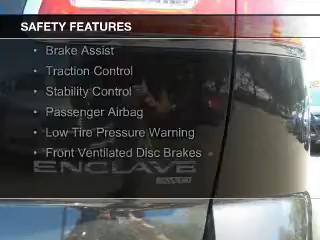 SAFETY FEATURES
• Brake Assist
• Traction Control
• Stability Control
• Passenger Airbag
• Low Tire Pressure Warning
• Front Ventilated Disc Brakes
ENCLAVE
AWD